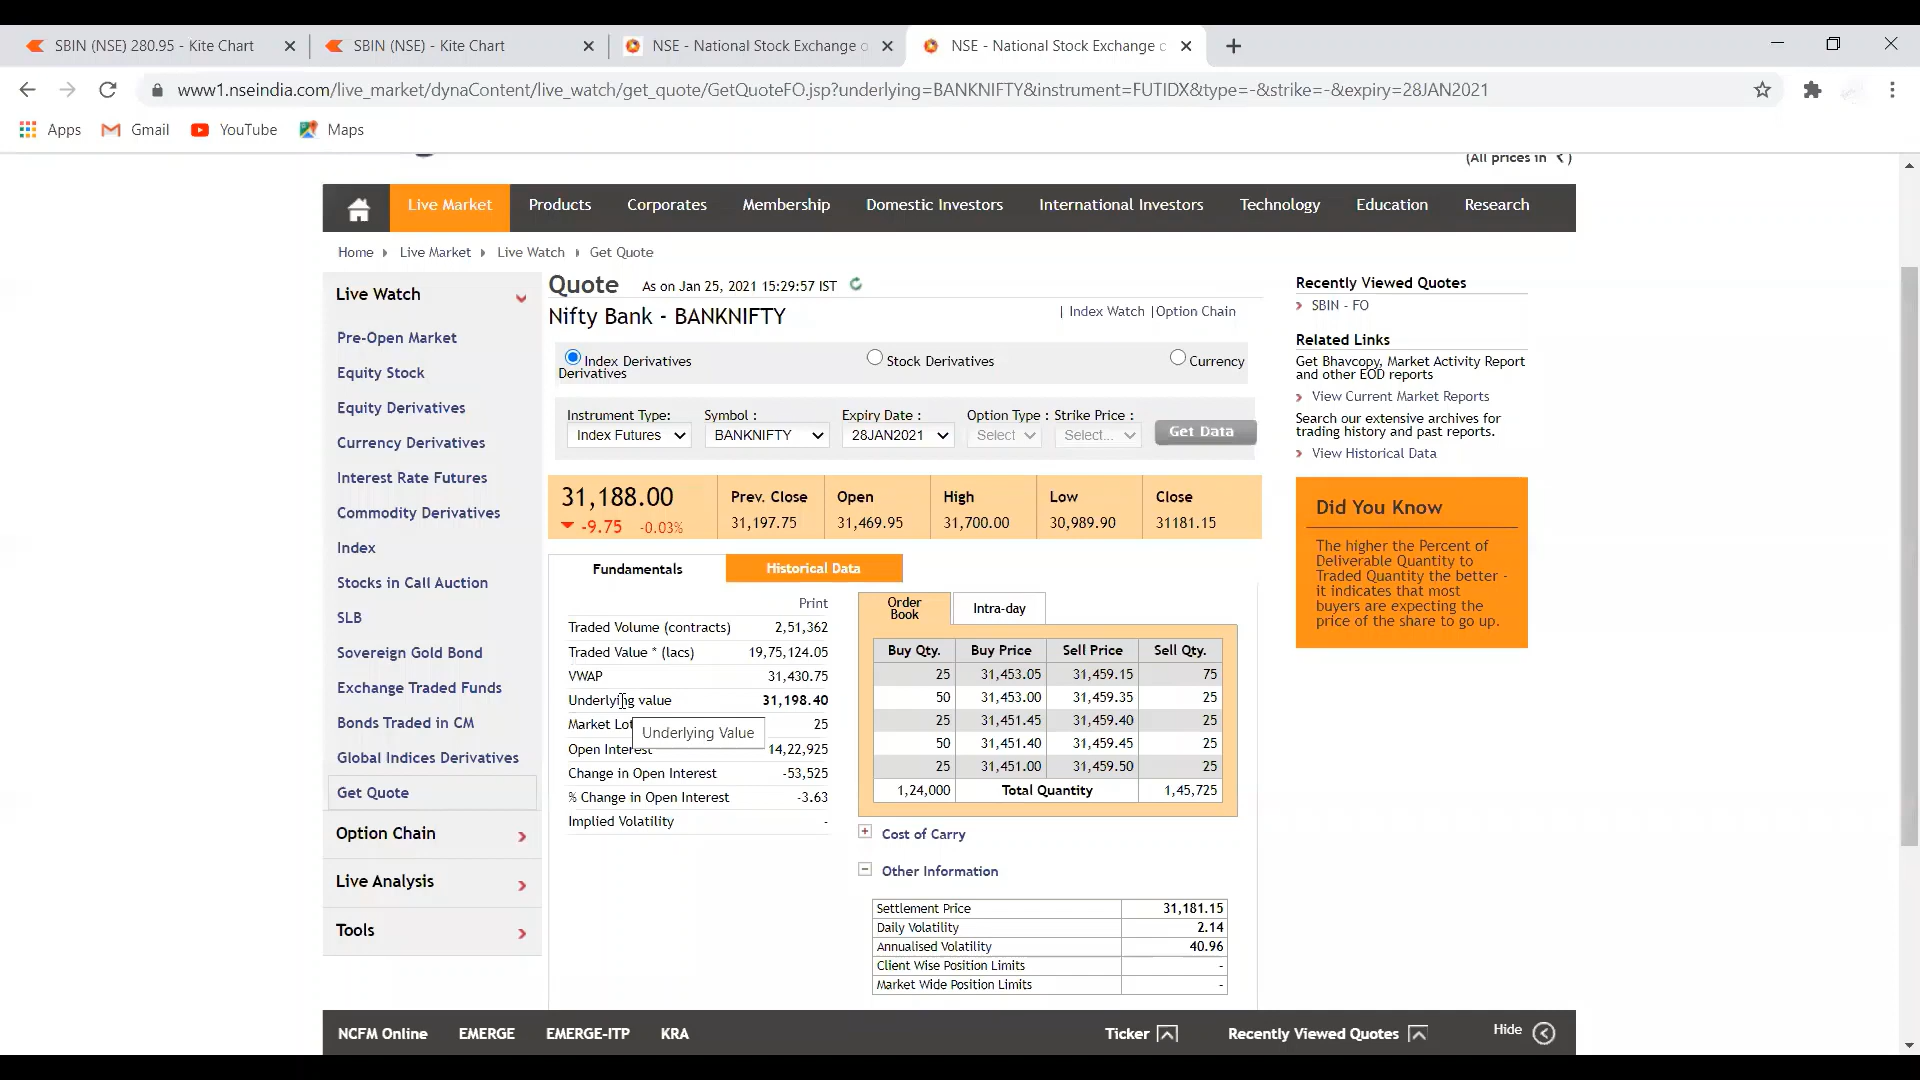 SBIN (NSE) 280.95 - Kite Chart
SBIN (NSE) - Kite Chart
NSE - National Stock Exchange o
NSE - National Stock Exchange c
www1.nseindia.com/live_market/dynaContent/live_watch/get_quote/GetQuoteFO.jsp?underlying=BANKNIFTY&instrument=FUTIDX&type=-&strike=-&expiry=28JAN2021
Apps Gmail YouTube Maps
(All prices in ₹ )
Live Market Products Corporates Membership Domestic Investors International Investors Technology Education Research
Home Live Market Live Watch Get Quote
Live Watch
Pre-Open Market
Equity Stock
Equity Derivatives
Currency Derivatives
Interest Rate Futures
Commodity Derivatives
Index
Stocks in Call Auction
SLB
Sovereign Gold Bond
Exchange Traded Funds
Bonds Traded in CM
Global Indices Derivatives
Get Quote
Option Chain
Live Analysis
Tools
Quote As on Jan 25, 2021 15:29:57 IST
Nifty Bank - BANKNIFTY
| Index Watch |Option Chain
Index Derivatives Stock Derivatives Currency
Derivatives
Instrument Type: Symbol : Expiry Date : Option Type : Strike Price :
Index Futures BANKNIFTY 28JAN2021 Select Select... Get Data
31,188.00 Prev. Close Open High Low Close
-9.75 -0.03% 31,197.75 31,469.95 31,700.00 30,989.90 31181.15
Fundamentals Historical Data
Print
Traded Volume (contracts) 2,51,362
Traded Value * (lacs) 19,75,124.05
VWAP 31,430.75
Underlying value 31,198.40
Market Lot 25
Underlying Value
Open Interest 14,22,925
Change in Open Interest -53,525
% Change in Open Interest -3.63
Implied Volatility -
Order
Book
Intra-day
Buy Qty. Buy Price Sell Price Sell Qty.
25 31,453.05 31,459.15 75
50 31,453.00 31,459.35 25
25 31,451.45 31,459.40 25
50 31,451.40 31,459.45 25
25 31,451.00 31,459.50 25
1,24,000 Total Quantity 1,45,725
Cost of Carry
Other Information
Settlement Price 31,181.15
Daily Volatility 2.14
Annualised Volatility 40.96
Client Wise Position Limits -
Market Wide Position Limits -
Recently Viewed Quotes
SBIN - FO
Related Links
Get Bhavcopy, Market Activity Report
and other EOD reports
View Current Market Reports
Search our extensive archives for
trading history and past reports.
View Historical Data
Did You Know
The higher the Percent of
Deliverable Quantity to
Traded Quantity the better -
it indicates that most
buyers are expecting the
price of the share to go up.
NCFM Online EMERGE EMERGE-ITP KRA Ticker Recently Viewed Quotes Hide